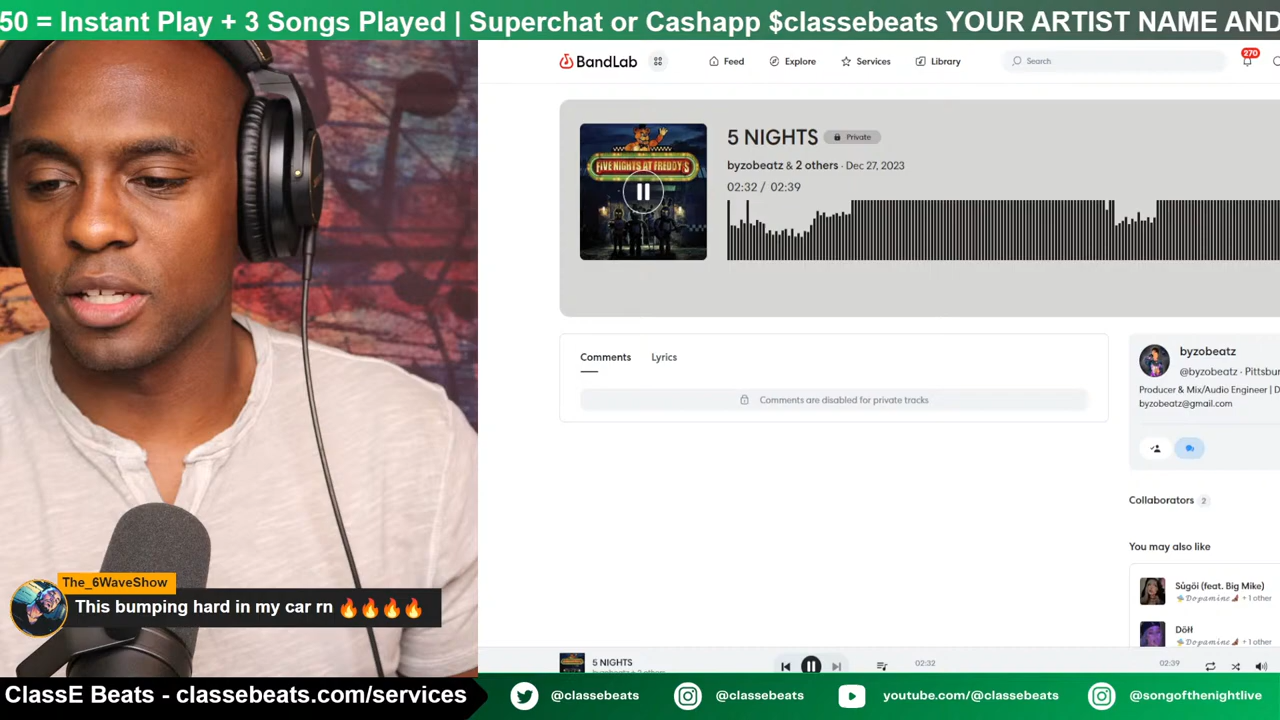 50 = Instant Play + 3 Songs Played | Superchat or Cashapp $classebeats YOUR ARTIST NAME AND
BandLab
Feed
Explore
Services
Library
Search
270
FIVE NIGHTS AT FREDDY'S
5 NIGHTS
Private
byzobeatz & 2 others · Dec 27, 2023
02:32 / 02:39
Comments
Lyrics
Comments are disabled for private tracks
byzobeatz
@byzobeatz · Pittsbur
Producer & Mix/Audio Engineer | D
byzobeatz@gmail.com
Collaborators 2
You may also like
Sůgöi (feat. Big Mike)
𝓓𝓸𝓹𝓪𝓶𝓲𝓷𝓮 + 1 other
𝓓𝓸𝓹𝓪𝓶𝓲𝓷𝓮 + 1 other
The_6WaveShow
This bumping hard in my car rn 🔥🔥🔥🔥
5 NIGHTS
byzobeatz + 2 others
02:32
02:39
ClassE Beats - classebeats.com/services
@classebeats
@classebeats
youtube.com/@classebeats
@songofthenightlive